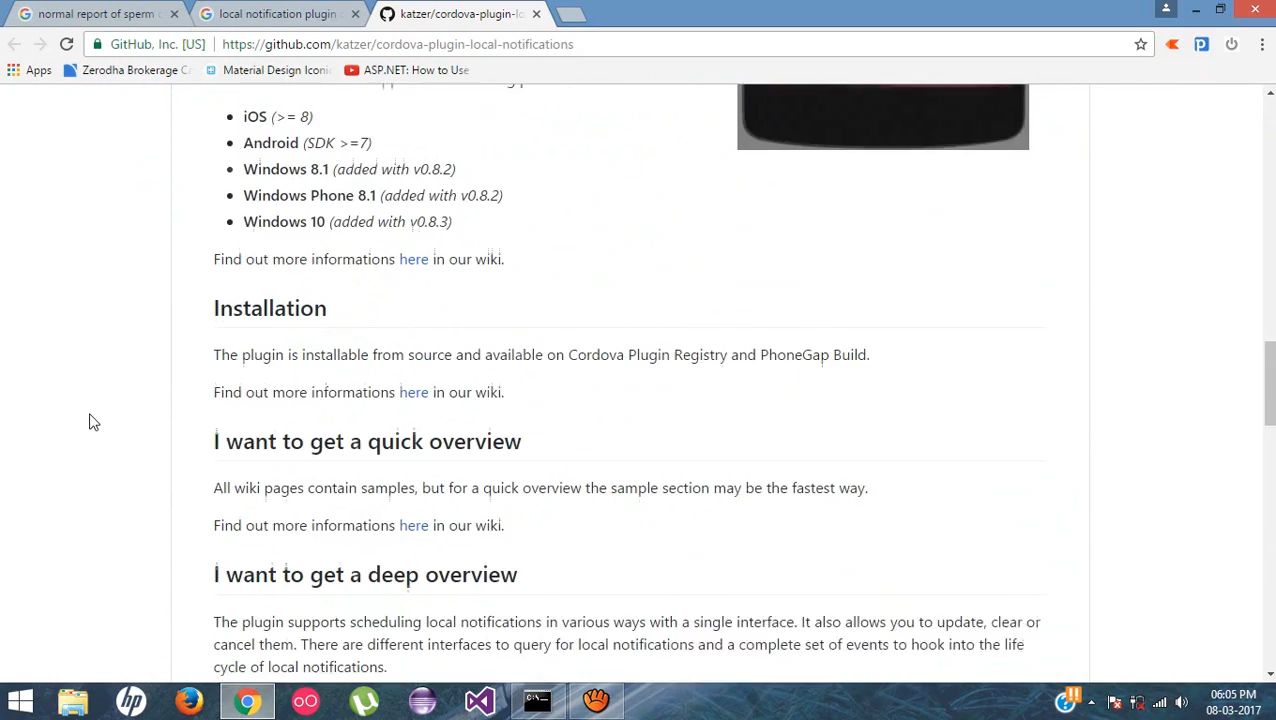 normal report of sperm c
local notification plugin c
katzer/cordova-plugin-lo
GitHub, Inc. [US]
https://github.com/katzer/cordova-plugin-local-notifications
Apps
Zerodha Brokerage Ca
Material Design Iconic
ASP.NET: How to Use
iOS (>= 8)
Android (SDK >=7)
Windows 8.1 (added with v0.8.2)
Windows Phone 8.1 (added with v0.8.2)
Windows 10 (added with v0.8.3)
Find out more informations here in our wiki.
Installation
The plugin is installable from source and available on Cordova Plugin Registry and PhoneGap Build.
Find out more informations here in our wiki.
I want to get a quick overview
All wiki pages contain samples, but for a quick overview the sample section may be the fastest way.
Find out more informations here in our wiki.
I want to get a deep overview
The plugin supports scheduling local notifications in various ways with a single interface. It also allows you to update, clear or
cancel them. There are different interfaces to query for local notifications and a complete set of events to hook into the life
cycle of local notifications.
06:05 PM
08-03-2017